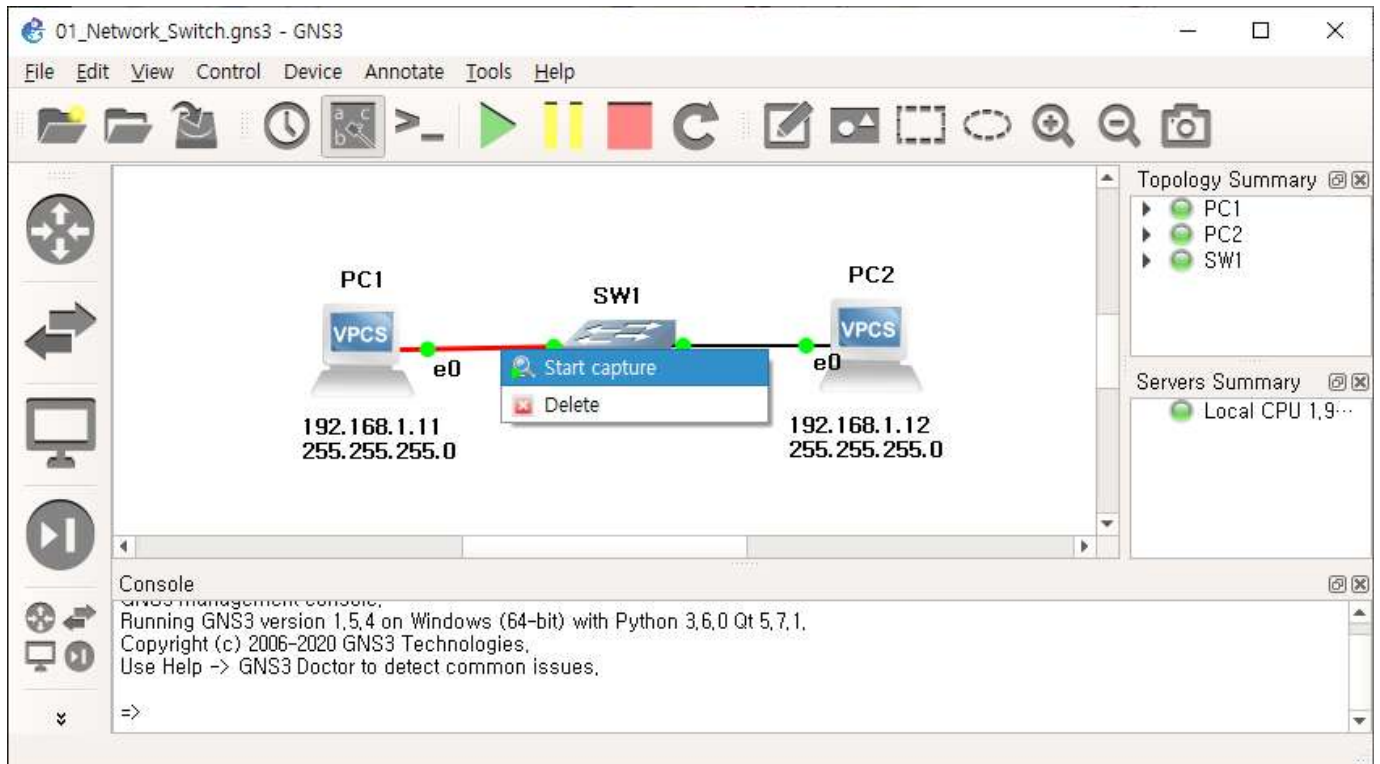 01_Network_Switch.gns3 - GNS3
File Edit View Control Device Annotate Tools Help
Topology Summary
PC1
PC2
SW1
PC1
SW1
PC2
VPCS
VPCS
e0
e0
Start capture
Delete
192.168.1.11
255.255.255.0
192.168.1.12
255.255.255.0
Servers Summary
Local CPU 1,9...
Console
GNS3 management console,
Running GNS3 version 1,5,4 on Windows (64-bit) with Python 3,6,0 Qt 5,7,1,
Copyright (c) 2006-2020 GNS3 Technologies,
Use Help -> GNS3 Doctor to detect common issues,
=>